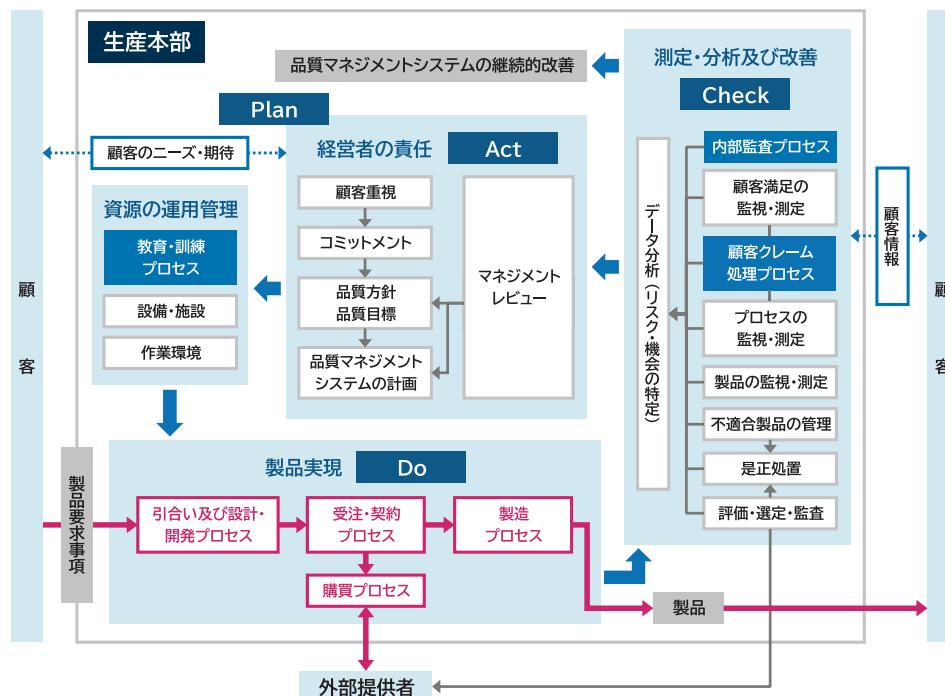 生産本部
品質マネジメントシステムの継続的改善
測定・分析及び改善
Check
Plan
顧客のニーズ・期待
経営者の責任
Act
顧客重視
コミットメント
品質方針
品質目標
品質マネジメント
システムの計画
マネジメント
レビュー
資源の運用管理
教育・訓練
プロセス
設備・施設
作業環境
データ分析（リスク・機会の特定）
内部監査プロセス
顧客満足の
監視・測定
顧客クレーム
処理プロセス
プロセスの
監視・測定
製品の監視・測定
不適合製品の管理
是正処置
評価・選定・監査
顧客情報
顧客
顧客
製品実現
Do
製品要求事項
引合い及び設計・
開発プロセス
受注・契約
プロセス
製造
プロセス
購買プロセス
製品
外部提供者